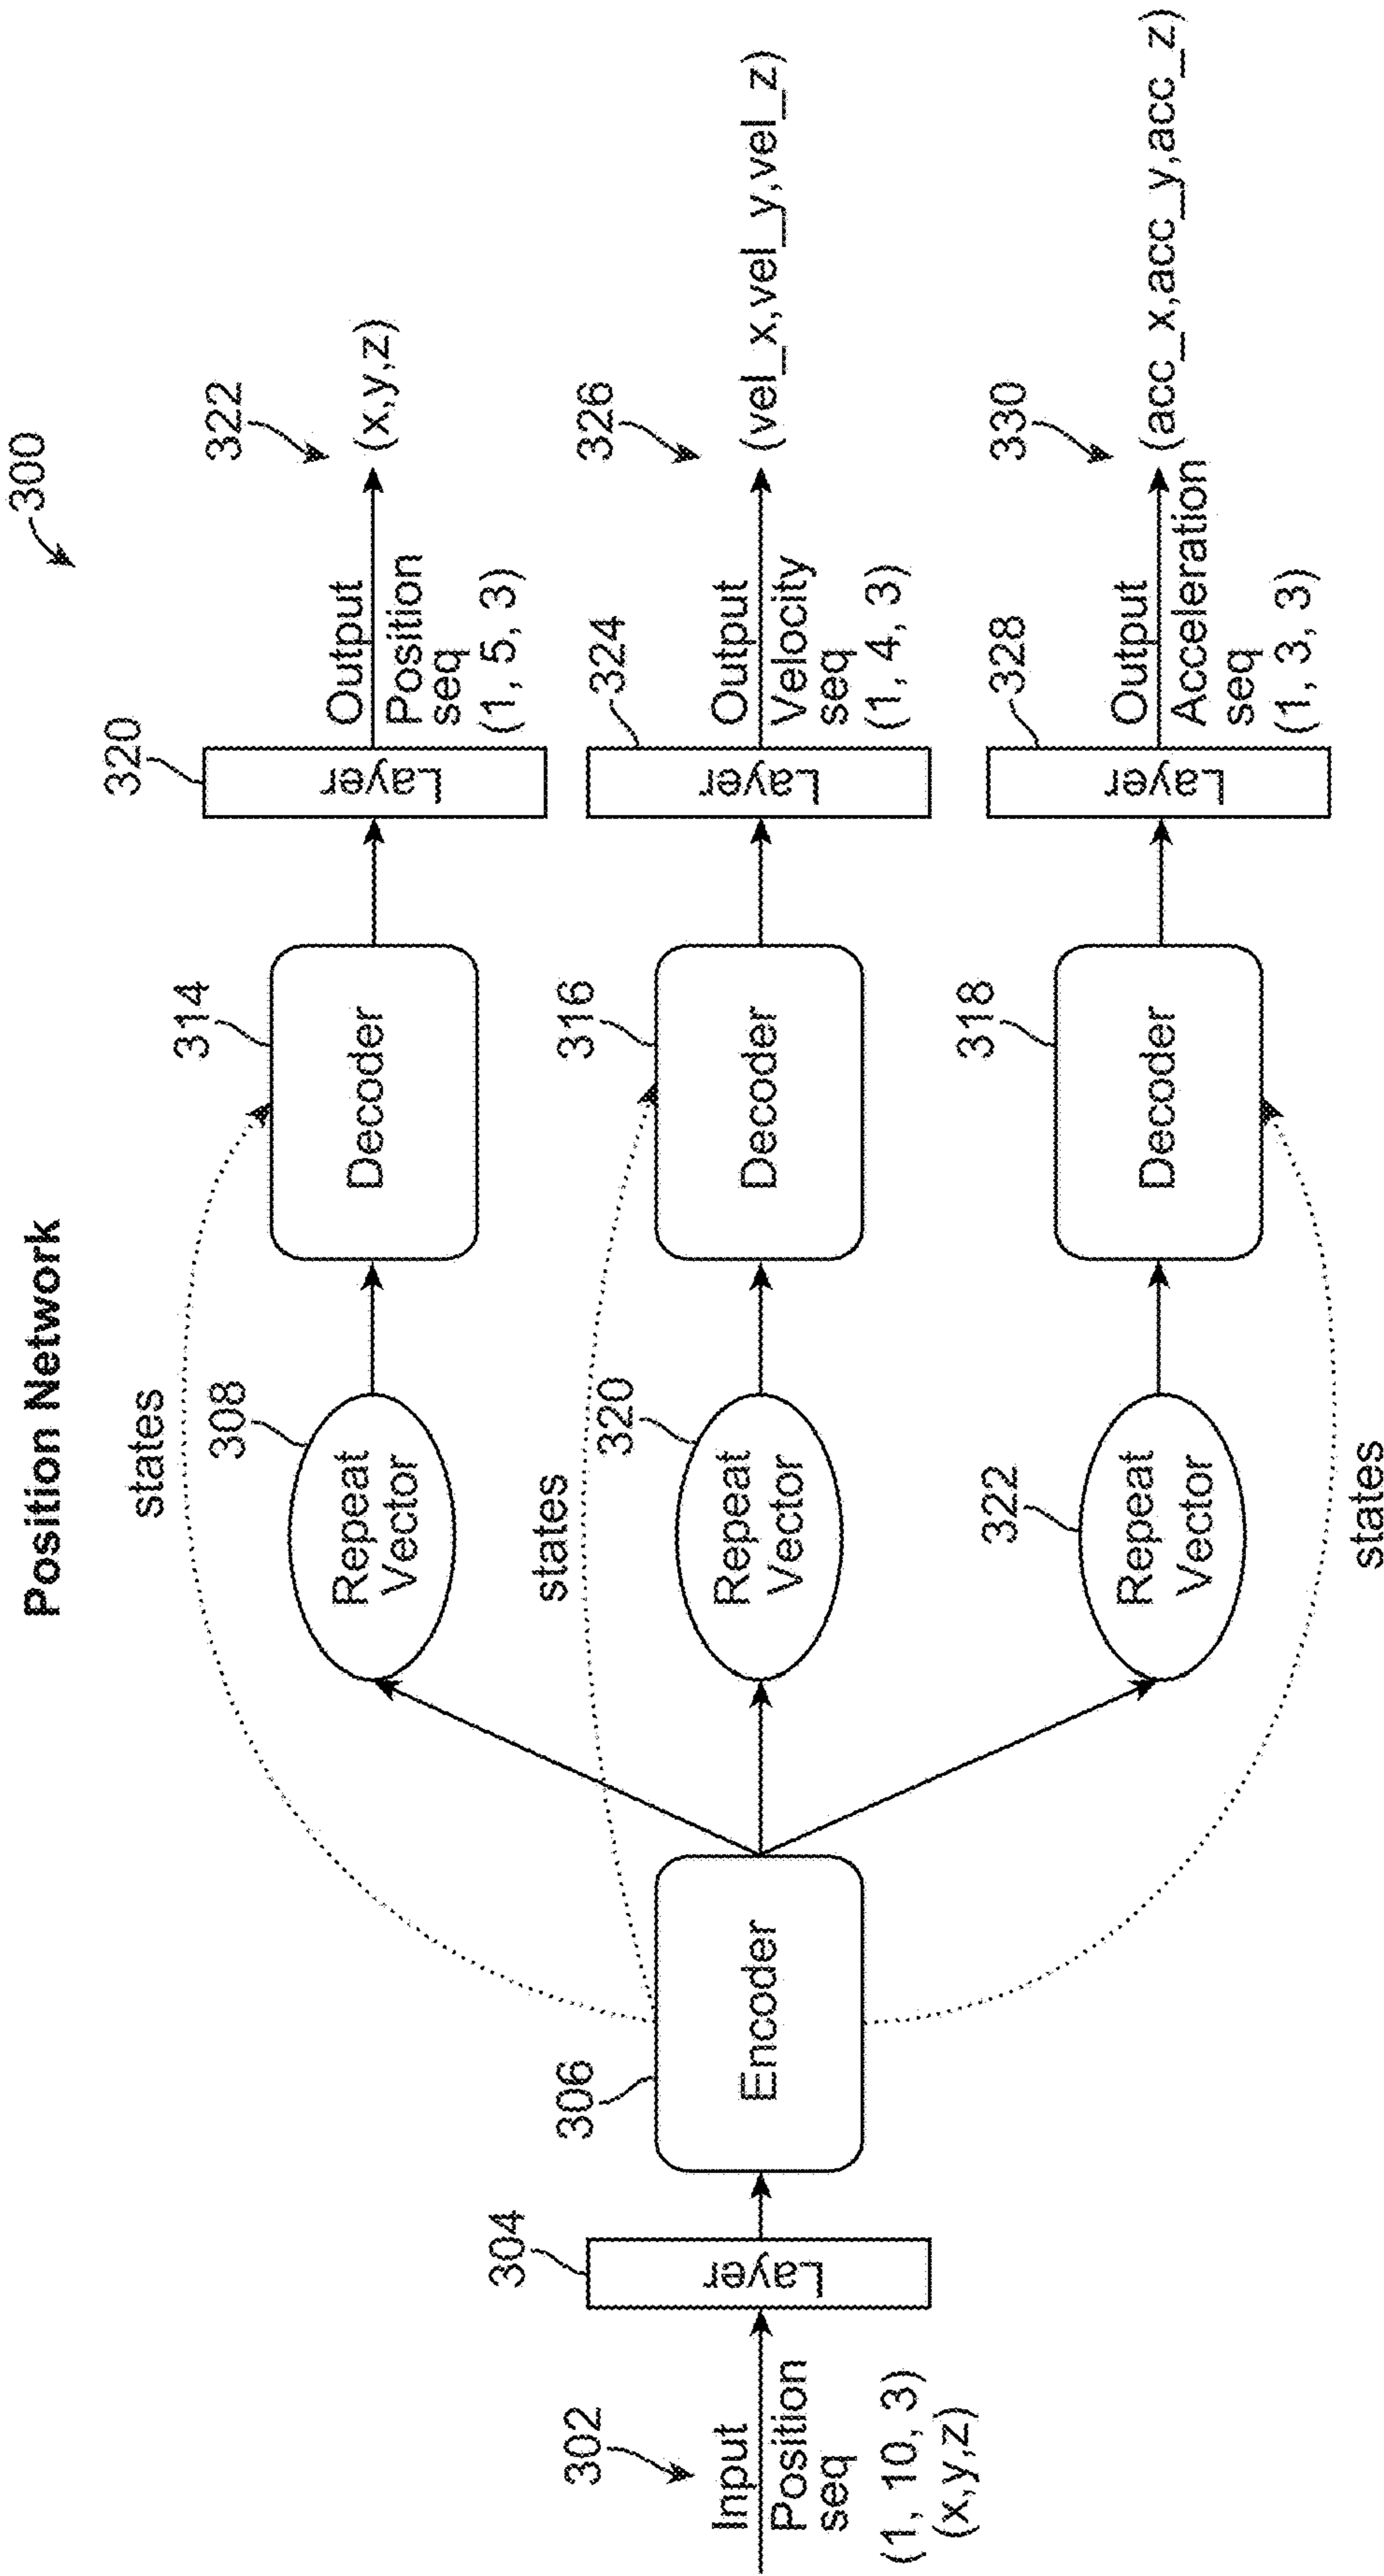 Position Network
300
302
Input
Position
seq
(1, 10, 3)
(x,y,z)
304
Layer
306
Encoder
states
308
Repeat
Vector
314
Decoder
320
Layer
Output
Position
seq
(1, 5, 3)
322
(x,y,z)
states
320
Repeat
Vector
316
Decoder
324
Layer
Output
Velocity
seq
(1, 4, 3)
326
(vel_x,vel_y,vel_z)
322
Repeat
Vector
states
318
Decoder
328
Layer
Output
Acceleration
seq
(1, 3, 3)
330
(acc_x,acc_y,acc_z)